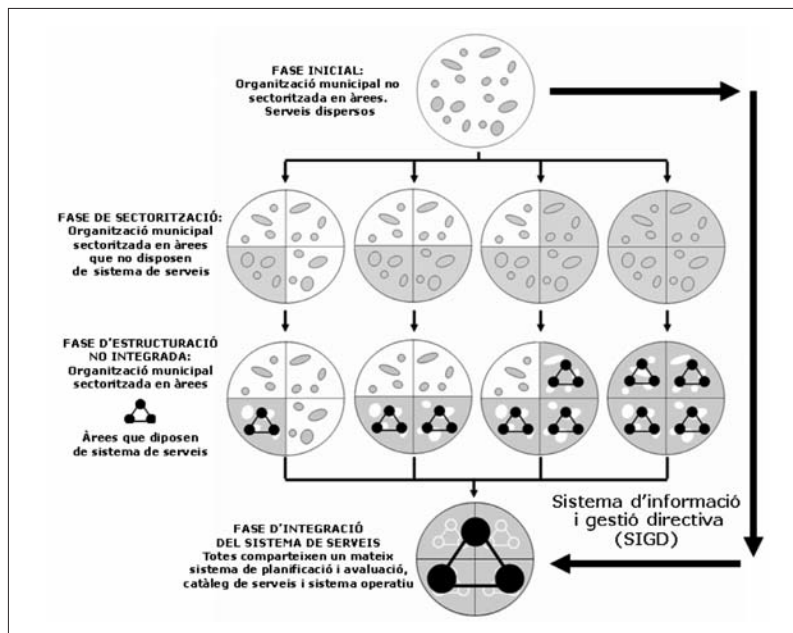 FASE INICIAL:
Organització municipal no
sectoritzada en àrees.
Serveis dispersos
FASE DE SECTORITZACIÓ:
Organització municipal
sectoritzada en àrees
que no disposen
de sistema de serveis
FASE D'ESTRUCTURACIÓ
NO INTEGRADA:
Organització municipal
sectoritzada en àrees
Àrees que diposen
de sistema de serveis
Sistema d'informació
i gestió directiva
(SIGD)
FASE D'INTEGRACIÓ
DEL SISTEMA DE SERVEIS
Totes comparteixen un mateix
sistema de planificació i avaluació,
catàleg de serveis i sistema operatiu